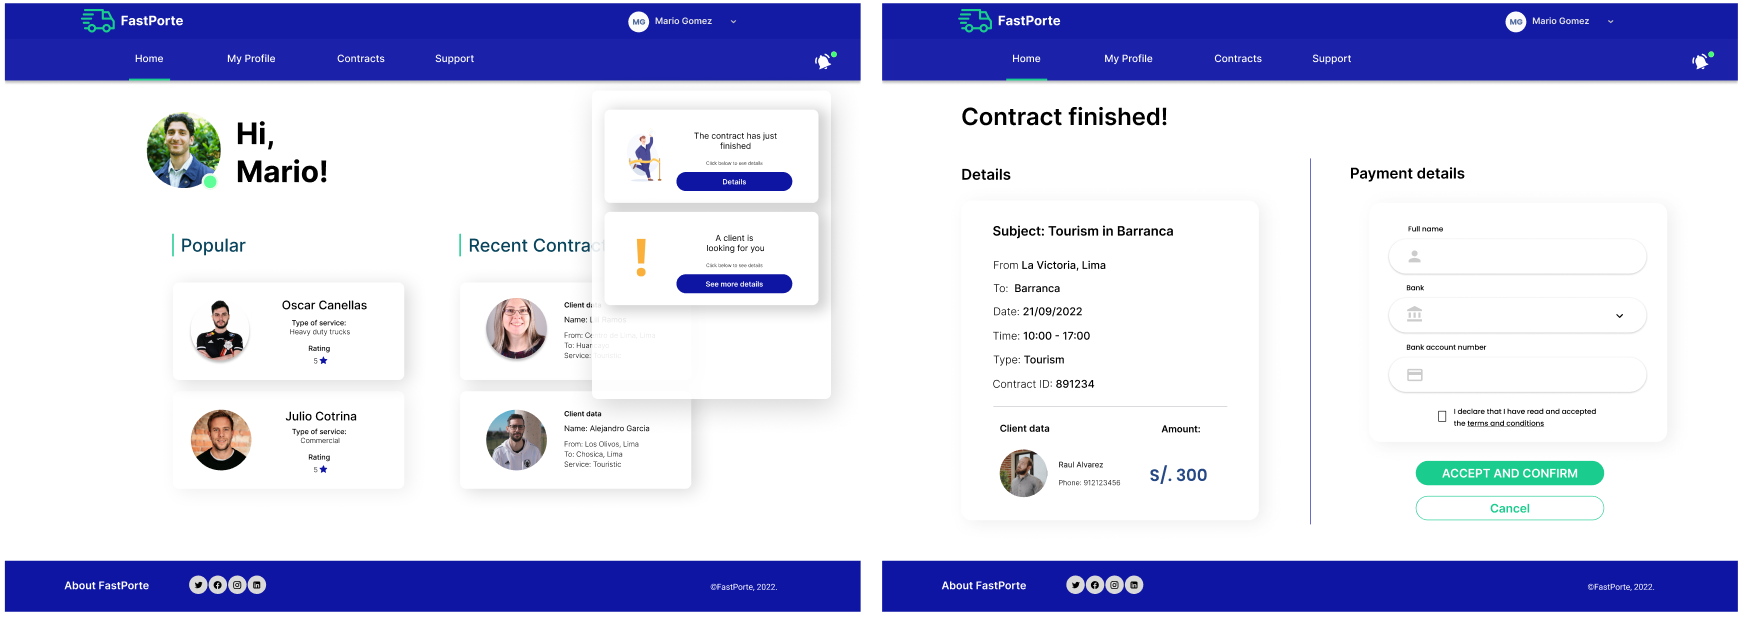 FastPorte
MG Mario Gomez
Home My Profile Contracts Support
Hi,
Mario!
The contract has just
finished
Click below to see details
Details
A client is
looking for you
Click below to see details
See more details
Popular
Oscar Canellas
Type of service:
Heavy duty trucks
Rating
5
Julio Cotrina
Type of service:
Commercial
Rating
5
Recent Contrac
Client data
Name:
From:
To:
Service: Touristic
Client data
Name: Alejandro Garcia
From: Los Olivos, Lima
To: Chosica, Lima
Service: Touristic
About FastPorte
©FastPorte, 2022.
FastPorte
MG Mario Gomez
Home My Profile Contracts Support
Contract finished!
Details
Subject: Tourism in Barranca
From La Victoria, Lima
To: Barranca
Date: 21/09/2022
Time: 10:00 - 17:00
Type: Tourism
Contract ID: 891234
Client data
Raul Alvarez
Phone: 912123456
Amount:
S/. 300
Payment details
Full name
Bank
Bank account number
I declare that I have read and accepted
the terms and conditions
ACCEPT AND CONFIRM
Cancel
About FastPorte
©FastPorte, 2022.